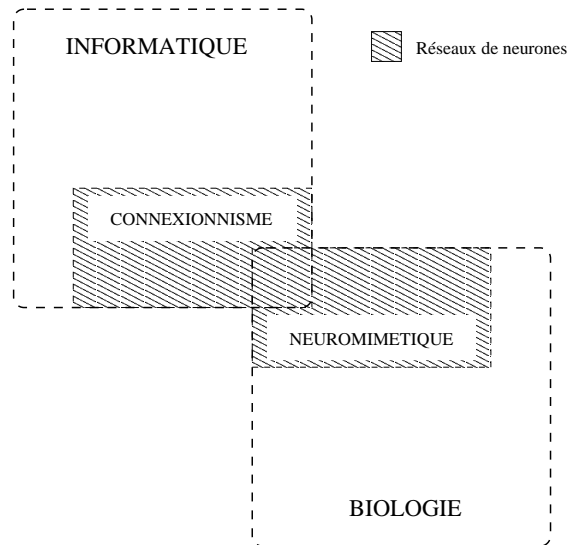 INFORMATIQUE
Réseaux de neurones
CONNEXIONNISME
NEUROMIMETIQUE
BIOLOGIE